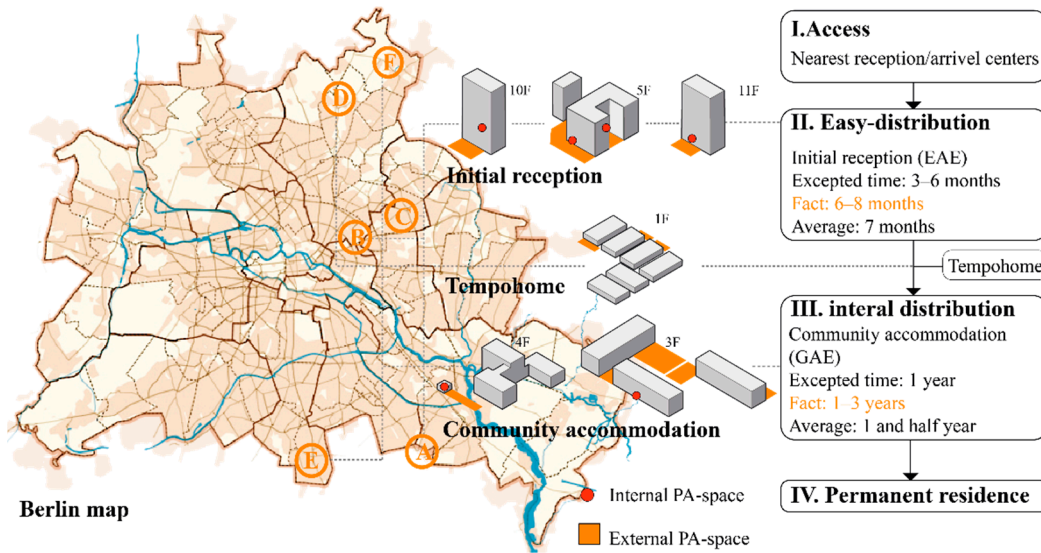 F
D
C
B
E
A
Berlin map
10F
5F
11F
Initial reception
1F
Tempohome
4F
3F
Community accommodation
Internal PA-space
External PA-space
I.Access
Nearest reception/arrivel centers
II. Easy-distribution
Initial reception (EAE)
Excepted time: 3–6 months
Fact: 6–8 months
Average: 7 months
Tempohome
III. interal distribution
Community accommodation
(GAE)
Excepted time: 1 year
Fact: 1–3 years
Average: 1 and half year
IV. Permanent residence